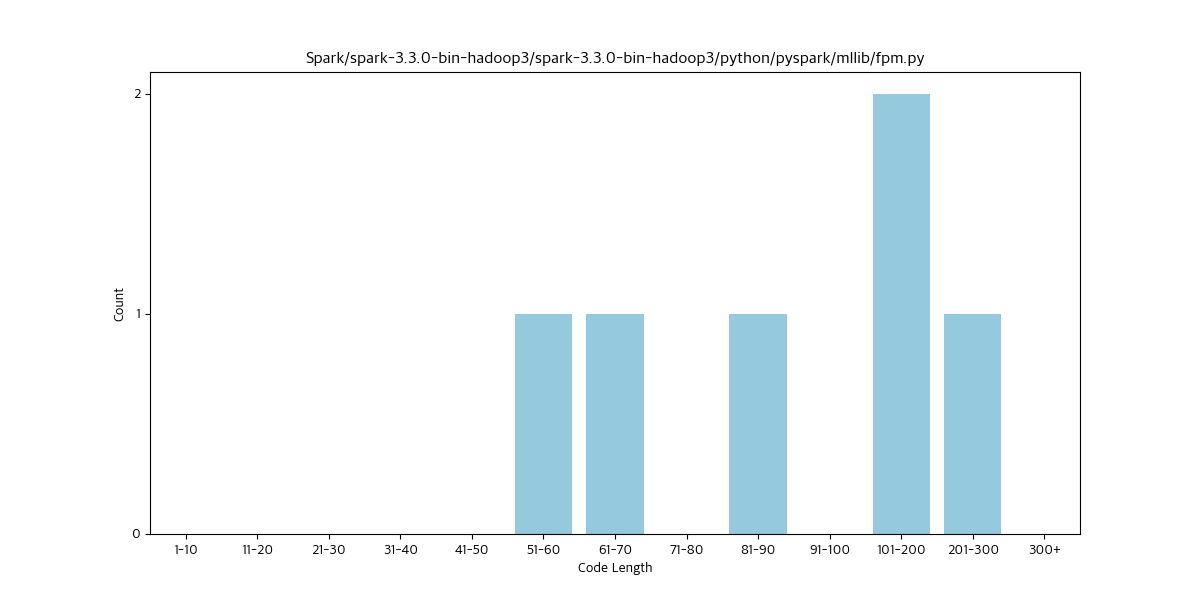 Spark/spark-3.3.0-bin-hadoop3/spark-3.3.0-bin-hadoop3/python/pyspark/mllib/fpm.py
2
1
0
Count
1-10 11-20 21-30 31-40 41-50 51-60 61-70 71-80 81-90 91-100 101-200 201-300 300+
Code Length